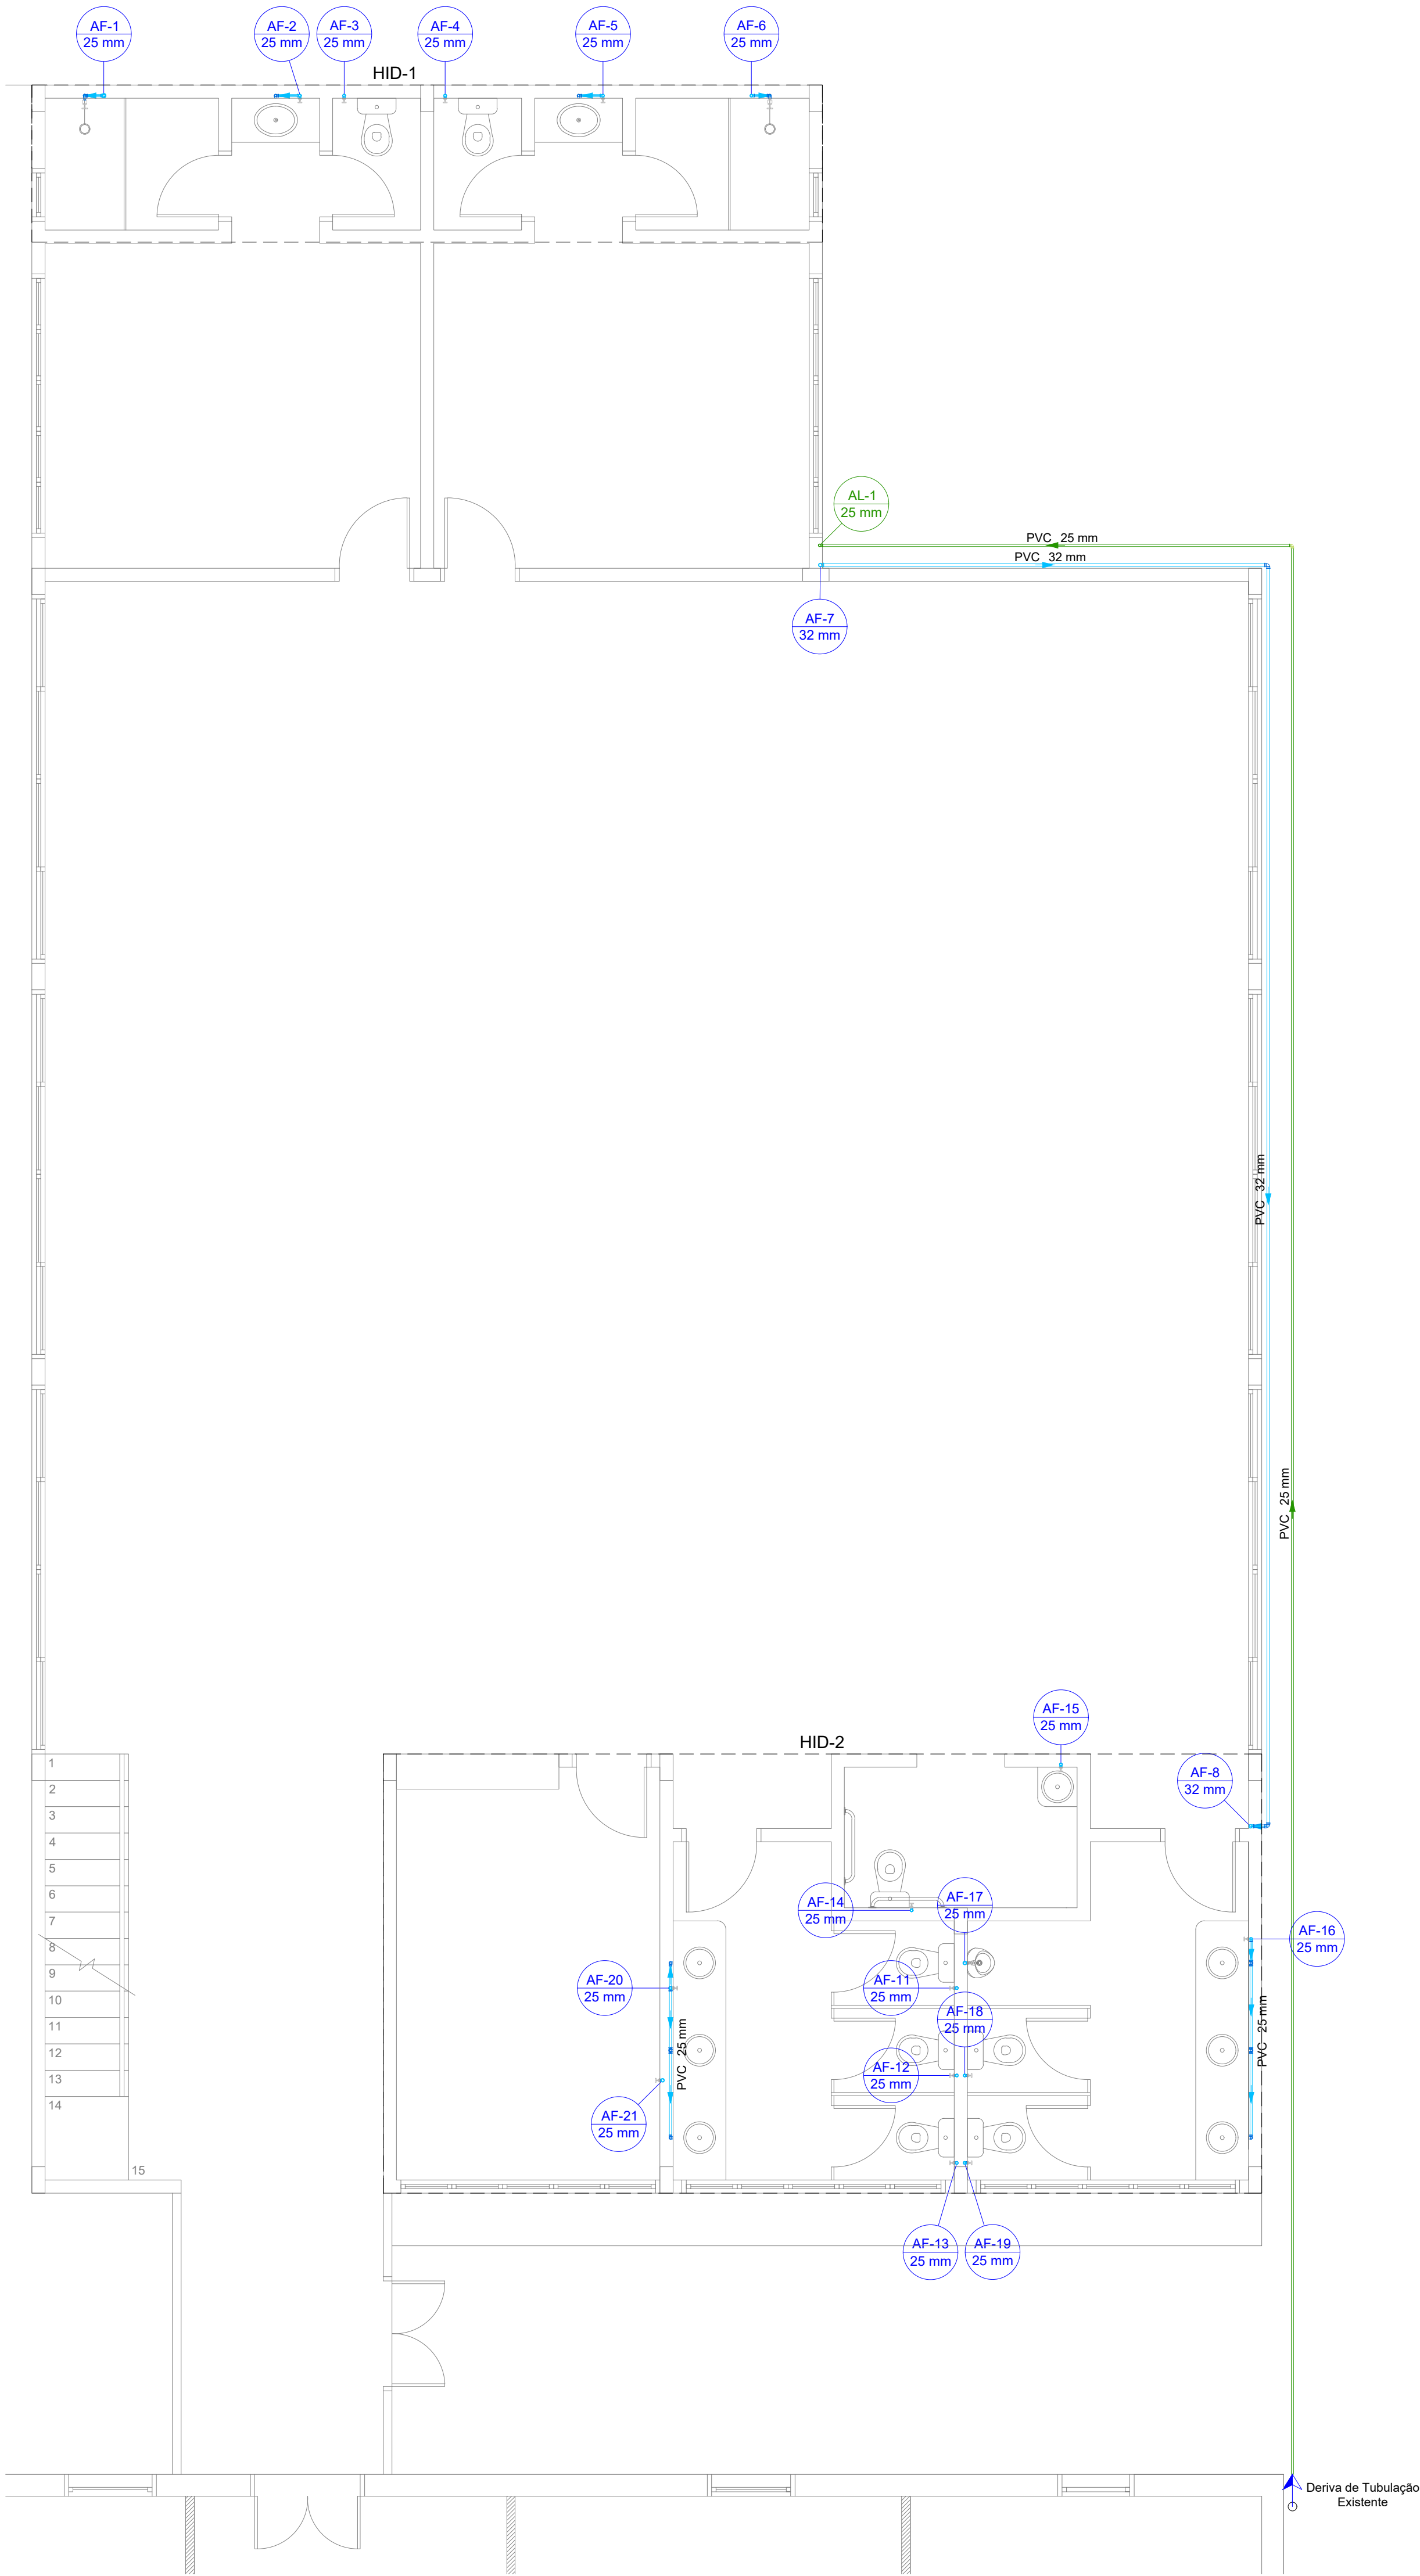 AF-1
25 mm
AF-2
25 mm
AF-3
25 mm
AF-4
25 mm
AF-5
25 mm
AF-6
25 mm
HID-1
AL-1
25 mm
PVC 25 mm
PVC 32 mm
AF-7
32 mm
PVC 32 mm
PVC 25 mm
AF-15
25 mm
HID-2
AF-8
32 mm
1
2
3
4
5
6
7
8
9
10
11
12
13
14
15
AF-14
25 mm
AF-17
25 mm
AF-16
25 mm
AF-20
25 mm
AF-11
25 mm
AF-18
25 mm
PVC 25 mm
PVC 25 mm
AF-12
25 mm
AF-21
25 mm
AF-13
25 mm
AF-19
25 mm
Deriva de Tubulação
Existente